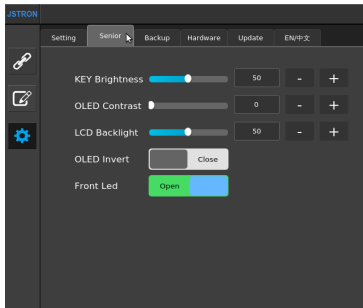 JSTRON
Setting Senior Backup Hardware Update EN/中文
KEY Brightness 50 - +
OLED Contrast 0 - +
LCD Backlight 50 - +
OLED Invert Close
Front Led Open